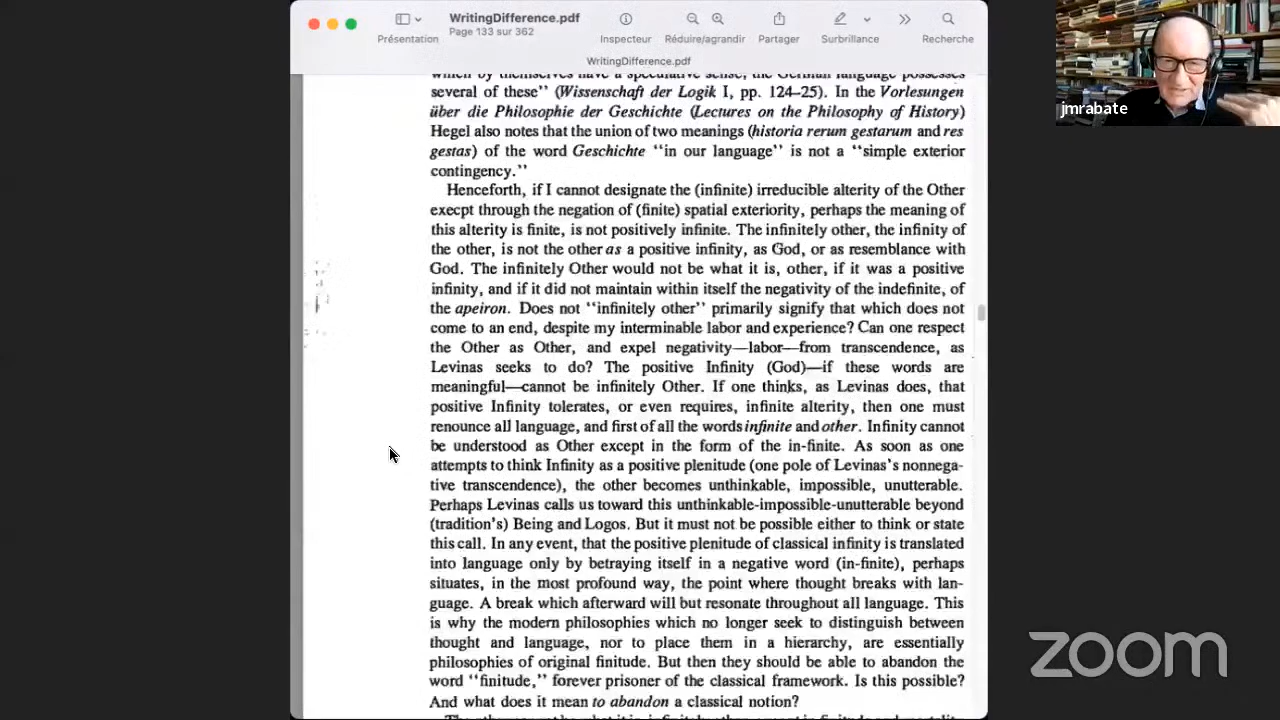 WritingDifference.pdf
Page 133 sur 362
Présentation
Inspecteur
Réduire/agrandir
Partager
Surbrillance
Recherche
WritingDifference.pdf
jmrabate
which by themselves have a speculative sense, the German language possesses
several of these'' (Wissenschaft der Logik I, pp. 124–25). In the Vorlesungen
über die Philosophie der Geschichte (Lectures on the Philosophy of History)
Hegel also notes that the union of two meanings (historia rerum gestarum and res
gestas) of the word Geschichte ''in our language'' is not a ''simple exterior
contingency.''
Henceforth, if I cannot designate the (infinite) irreducible alterity of the Other
execpt through the negation of (finite) spatial exteriority, perhaps the meaning of
this alterity is finite, is not positively infinite. The infinitely other, the infinity of
the other, is not the other as a positive infinity, as God, or as resemblance with
God. The infinitely Other would not be what it is, other, if it was a positive
infinity, and if it did not maintain within itself the negativity of the indefinite, of
the apeiron. Does not ''infinitely other'' primarily signify that which does not
come to an end, despite my interminable labor and experience? Can one respect
the Other as Other, and expel negativity—labor—from transcendence, as
Levinas seeks to do? The positive Infinity (God)—if these words are
meaningful—cannot be infinitely Other. If one thinks, as Levinas does, that
positive Infinity tolerates, or even requires, infinite alterity, then one must
renounce all language, and first of all the words infinite and other. Infinity cannot
be understood as Other except in the form of the in-finite. As soon as one
attempts to think Infinity as a positive plenitude (one pole of Levinas's nonnega-
tive transcendence), the other becomes unthinkable, impossible, unutterable.
Perhaps Levinas calls us toward this unthinkable-impossible-unutterable beyond
(tradition's) Being and Logos. But it must not be possible either to think or state
this call. In any event, that the positive plenitude of classical infinity is translated
into language only by betraying itself in a negative word (in-finite), perhaps
situates, in the most profound way, the point where thought breaks with lan-
guage. A break which afterward will but resonate throughout all language. This
is why the modern philosophies which no longer seek to distinguish between
thought and language, nor to place them in a hierarchy, are essentially
philosophies of original finitude. But then they should be able to abandon the
word ''finitude,'' forever prisoner of the classical framework. Is this possible?
And what does it mean to abandon a classical notion?
zoom